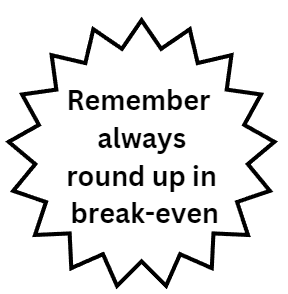 Remember
always
round up in
break-even